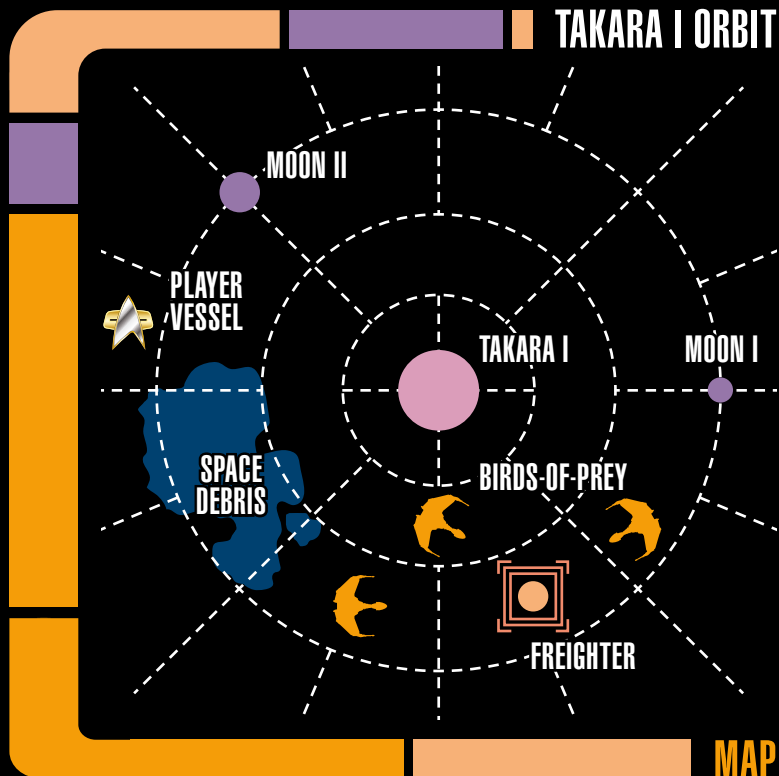 TAKARA I ORBIT
MOON II
PLAYER
VESSEL
TAKARA I
MOON I
SPACE
DEBRIS
BIRDS-OF-PREY
FREIGHTER
MAP